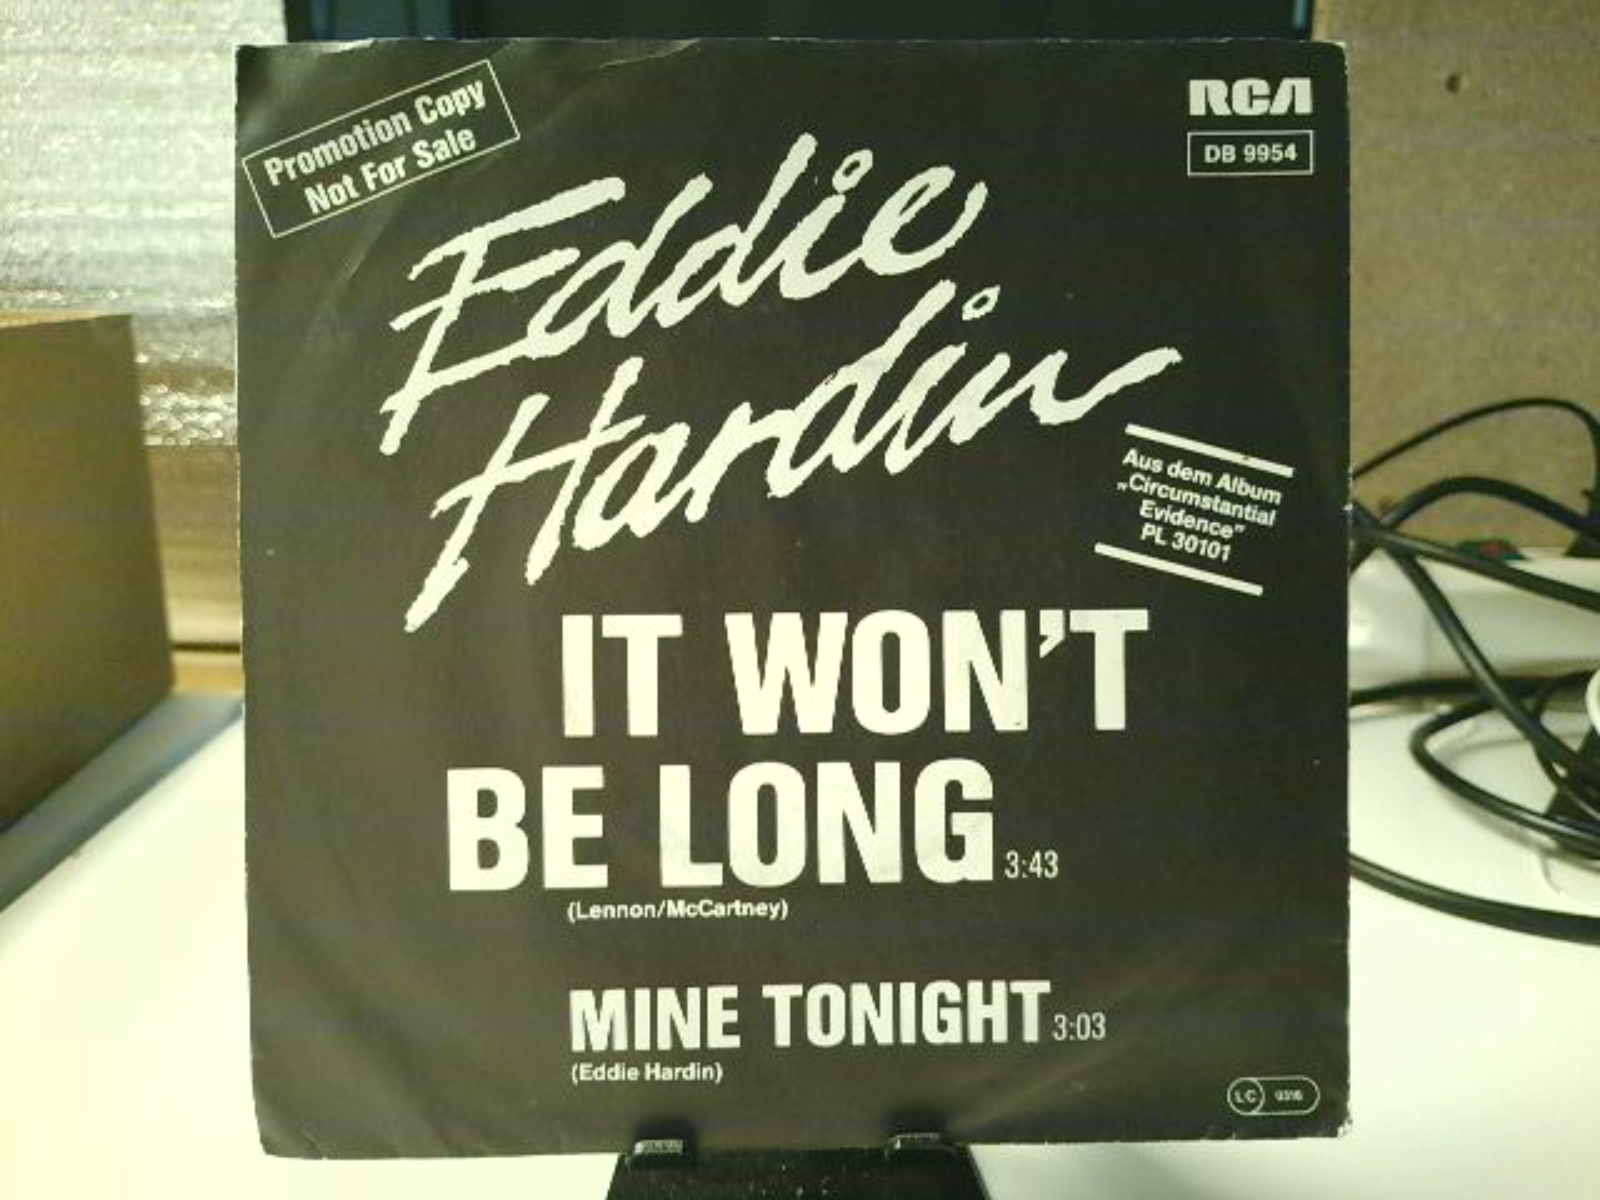 Promotion Copy
Not For Sale
RCA
DB 9954
Eddie
Hardin
Aus dem Album
„Circumstantial
Evidence”
PL 30101
IT WON'T
BE LONG 3:43
(Lennon/McCartney)
MINE TONIGHT 3:03
(Eddie Hardin)
LC